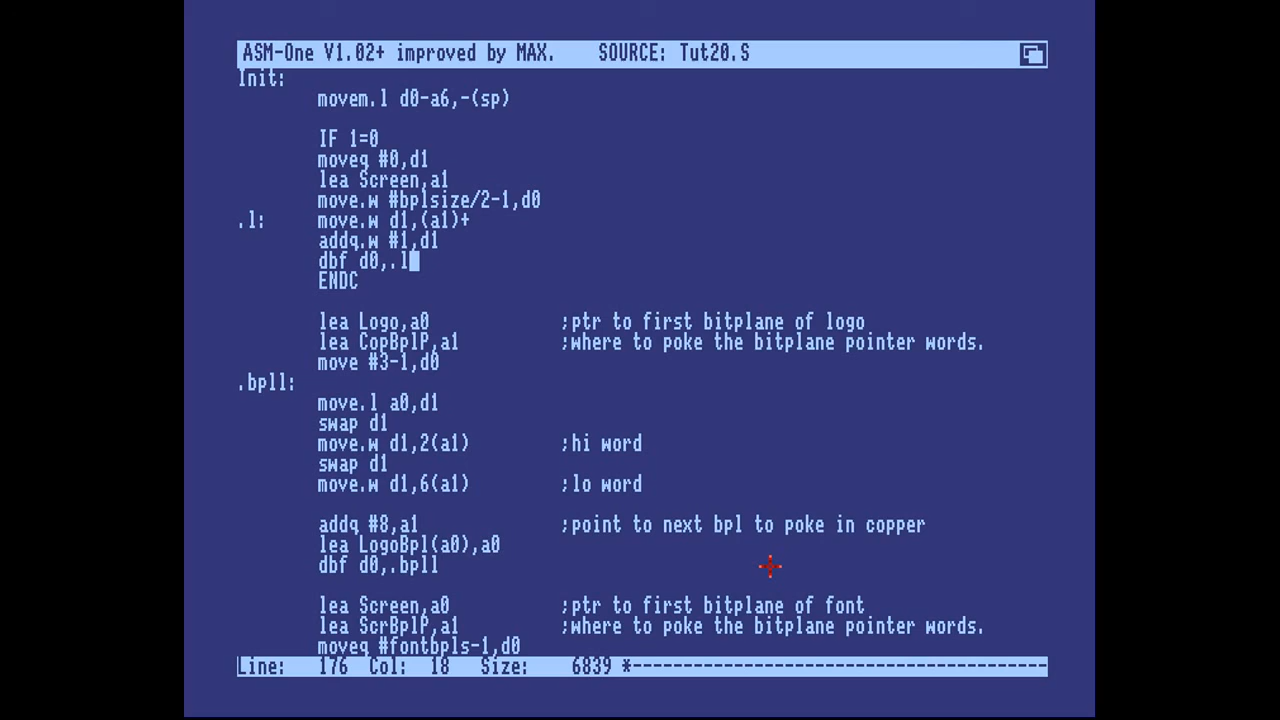 ASM-One V1.02+ improved by MAX.    SOURCE: Tut20.S
Init:
movem.l d0-a6,-(sp)
IF 1=0
moveq #0,d1
lea Screen,a1
move.w #bplsize/2-1,d0
.l:    move.w d1,(a1)+
addq.w #1,d1
dbf d0,.l
ENDC
lea Logo,a0    ;ptr to first bitplane of logo
lea CopBplP,a1    ;where to poke the bitplane pointer words.
move #3-1,d0
.bpll:
move.l a0,d1
swap d1
move.w d1,2(a1)    ;hi word
swap d1
move.w d1,6(a1)    ;lo word
addq #8,a1    ;point to next bpl to poke in copper
lea LogoBpl(a0),a0
dbf d0,.bpll
lea Screen,a0    ;ptr to first bitplane of font
lea ScrBplP,a1    ;where to poke the bitplane pointer words.
moveq #fontbpls-1,d0
Line:   176 Col:  18  Size:    6839 *-----------------------------------------